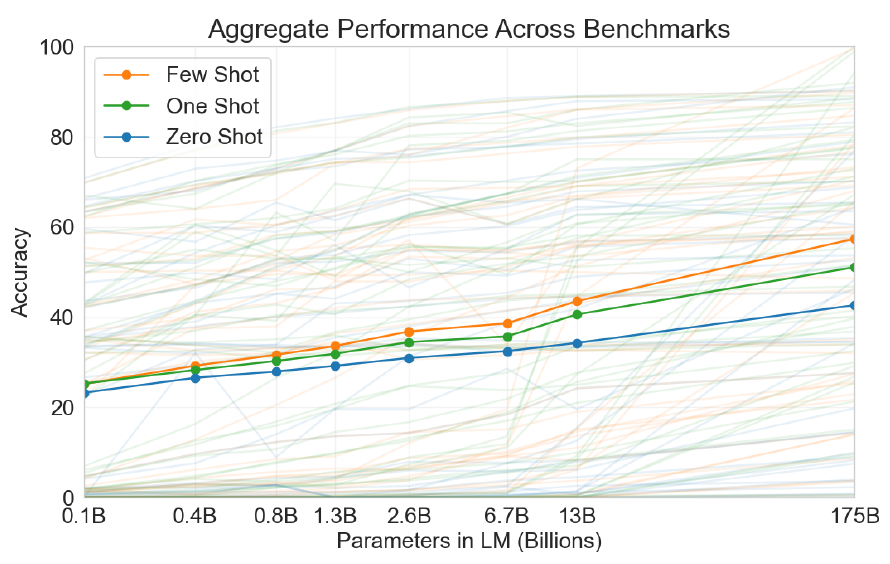 Aggregate Performance Across Benchmarks
100
80
60
40
20
0
Accuracy
Few Shot
One Shot
Zero Shot
0.1B 0.4B 0.8B 1.3B 2.6B 6.7B 13B 175B
Parameters in LM (Billions)